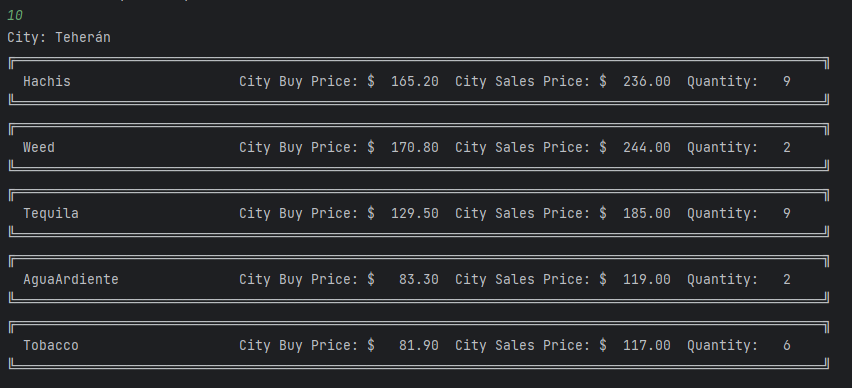 10
City: Teherán
Hachis City Buy Price: $ 165.20 City Sales Price: $ 236.00 Quantity: 9
Weed City Buy Price: $ 170.80 City Sales Price: $ 244.00 Quantity: 2
Tequila City Buy Price: $ 129.50 City Sales Price: $ 185.00 Quantity: 9
AguaArdiente City Buy Price: $ 83.30 City Sales Price: $ 119.00 Quantity: 2
Tobacco City Buy Price: $ 81.90 City Sales Price: $ 117.00 Quantity: 6